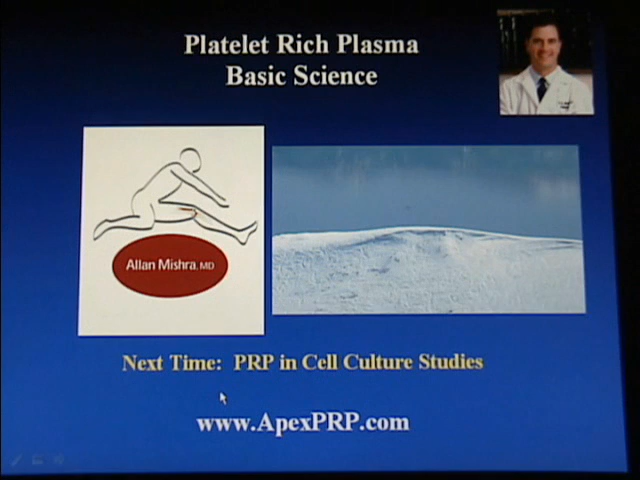 Platelet Rich Plasma
Basic Science
Allan Mishra, MD
Next Time: PRP in Cell Culture Studies
www.ApexPRP.com